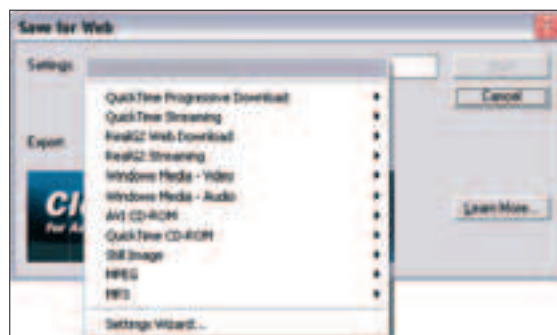 Save for Web
Settings
Cancel
QuickTime Progressive Download
QuickTime Streaming
RealG2 Web Download
Export
RealG2 Streaming
Windows Media - Video
Windows Media - Audio
Learn More...
AVI CD-ROM
QuickTime CD-ROM
Still Image
MPEG
MP3
Settings Wizard...